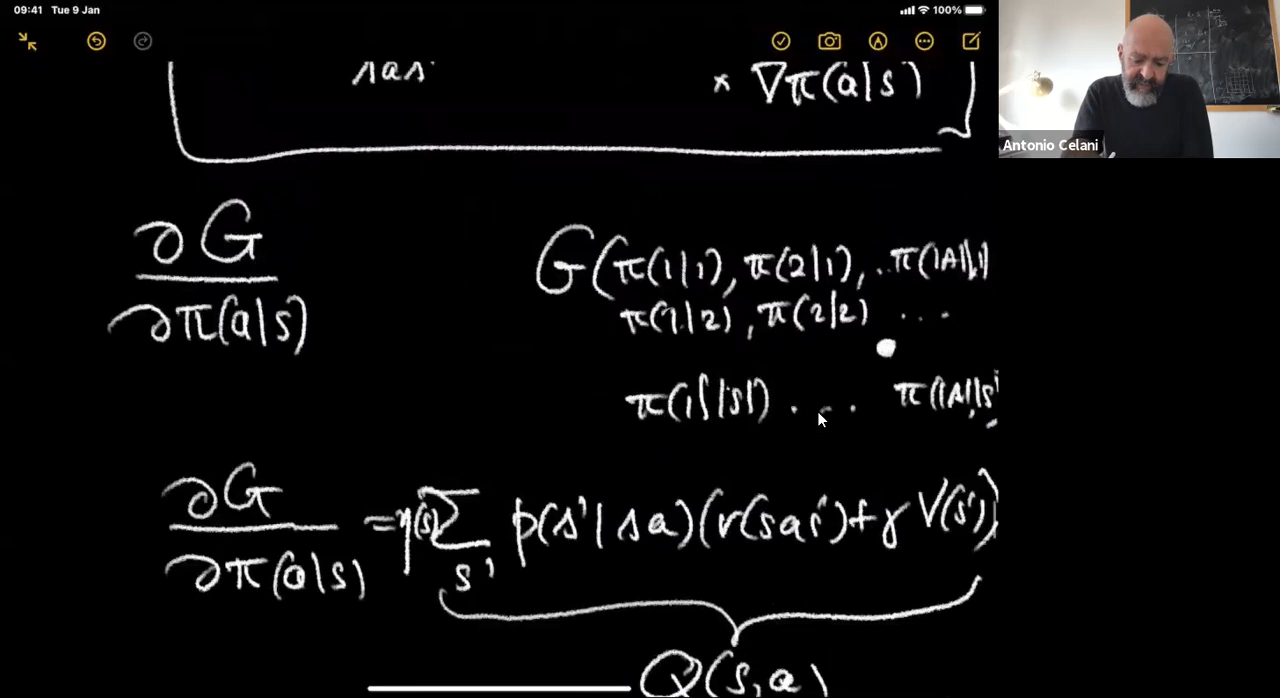 09:41 Tue 9 Jan 100%
sas'
× ∇π(a|s)
Antonio Celani
∂G
∂π(a|s)
G(π(1|1), π(2|1), ..π(|A||1)
π(1|2), π(2|2) ...
π(1||S|) ... π(|A||S|
∂G
∂π(a|s)
=η(s)∑ p(s'|sa)(r(sas')+γV(s'))
s'
Q(s,a)